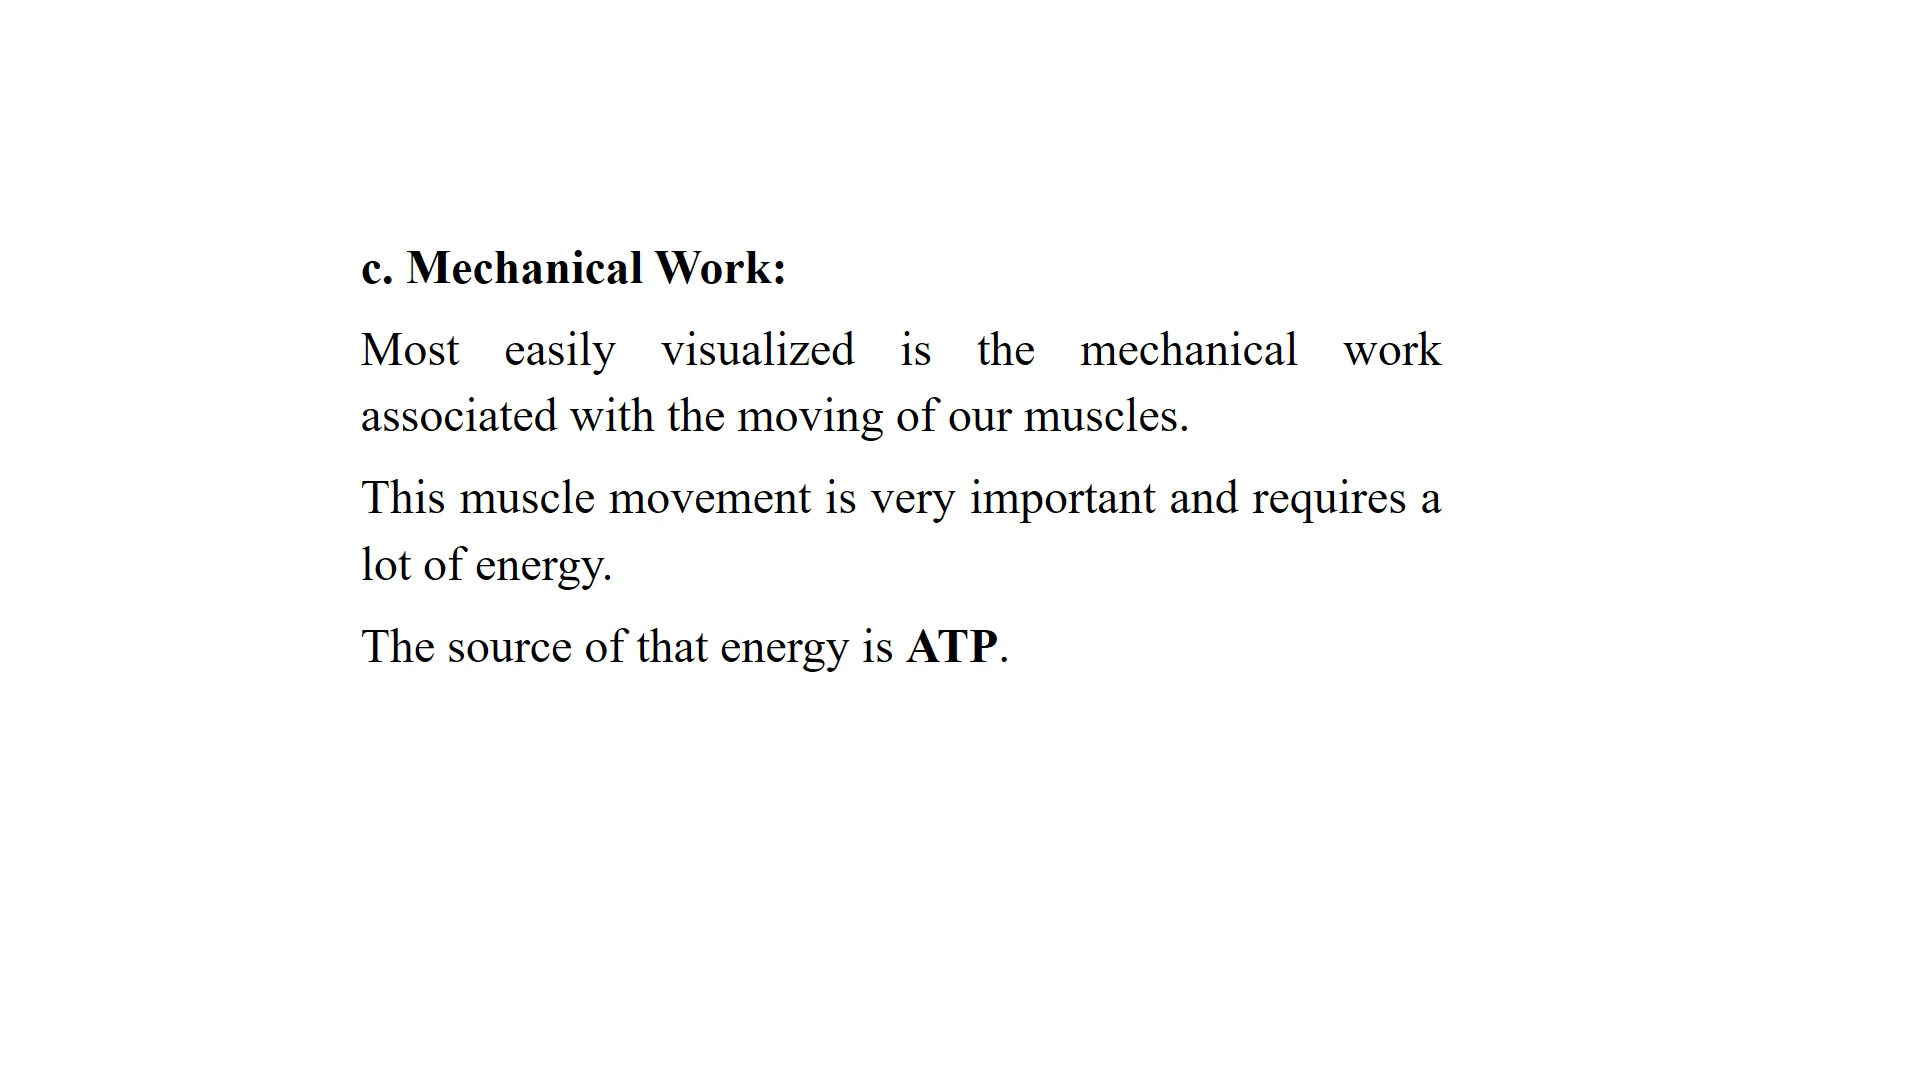 c. Mechanical Work:
Most easily visualized is the mechanical work
associated with the moving of our muscles.
This muscle movement is very important and requires a
lot of energy.
The source of that energy is ATP.